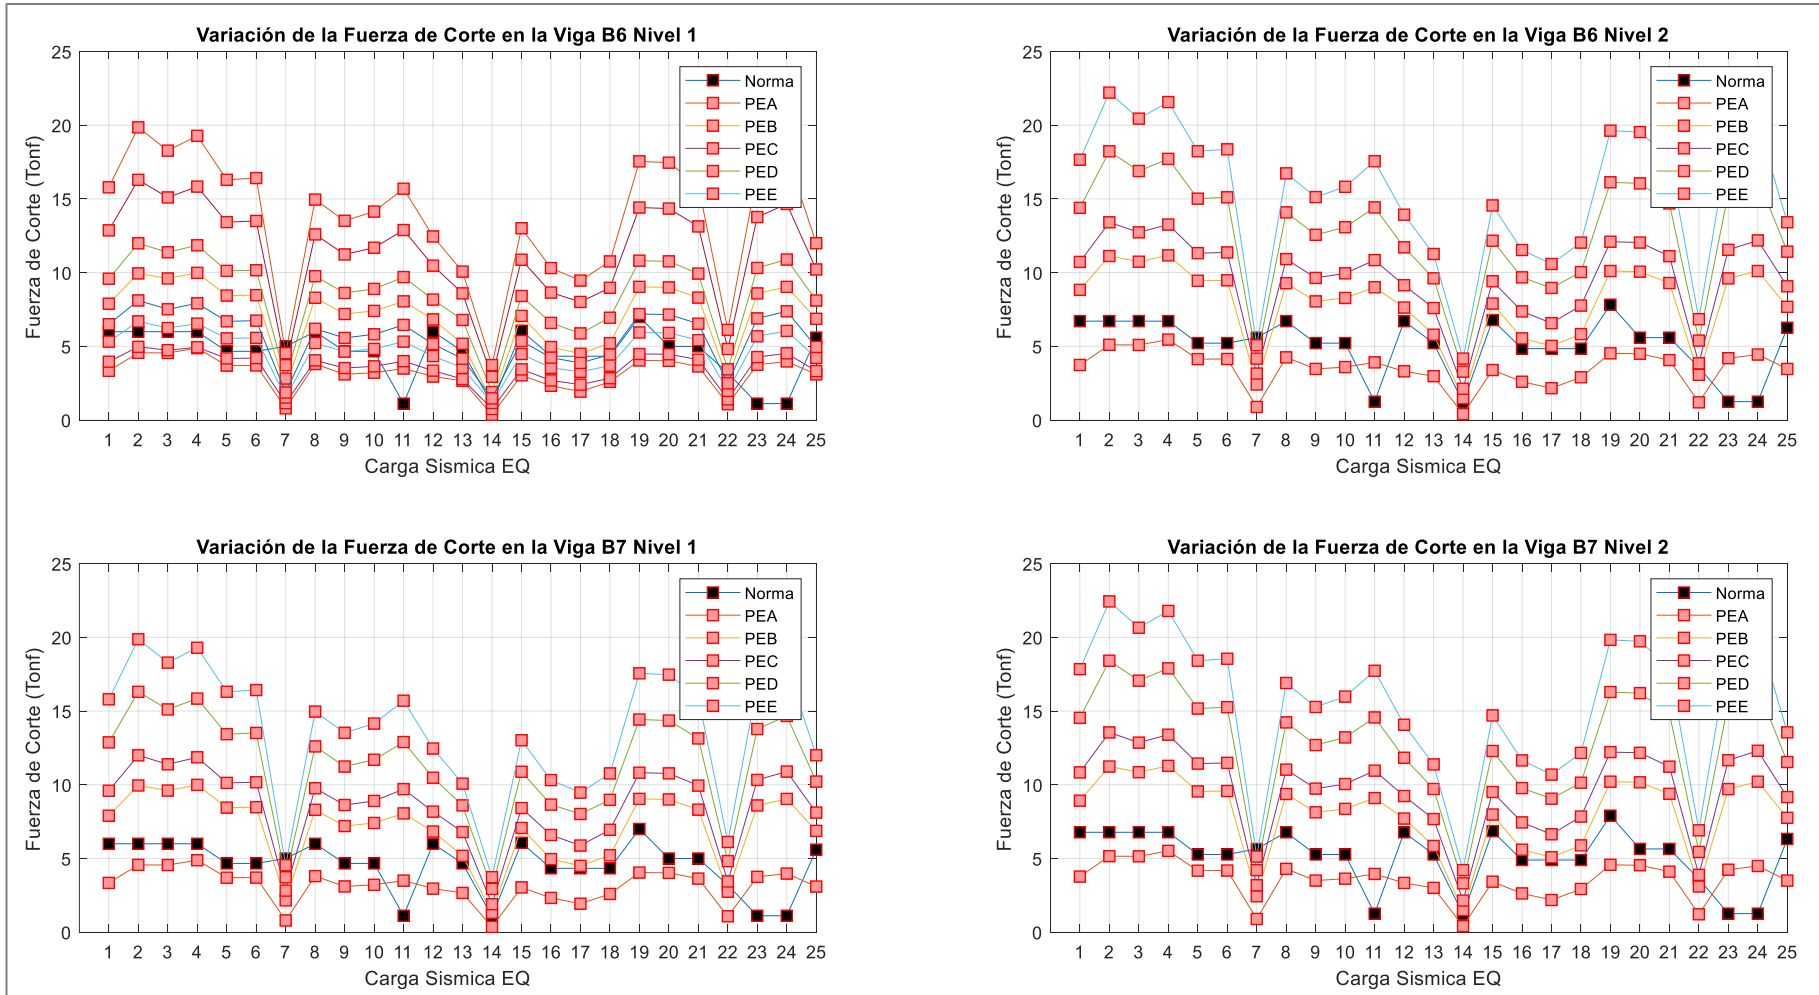 Variación de la Fuerza de Corte en la Viga B6 Nivel 1
25
20
15
10
5
0
Fuerza de Corte (Tonf)
1 2 3 4 5 6 7 8 9 10 11 12 13 14 15 16 17 18 19 20 21 22 23 24 25
Carga Sismica EQ
Norma
PEA
PEB
PEC
PED
PEE
Variación de la Fuerza de Corte en la Viga B6 Nivel 2
25
20
15
10
5
0
Fuerza de Corte (Tonf)
1 2 3 4 5 6 7 8 9 10 11 12 13 14 15 16 17 18 19 20 21 22 23 24 25
Carga Sismica EQ
Norma
PEA
PEB
PEC
PED
PEE
Variación de la Fuerza de Corte en la Viga B7 Nivel 1
25
20
15
10
5
0
Fuerza de Corte (Tonf)
1 2 3 4 5 6 7 8 9 10 11 12 13 14 15 16 17 18 19 20 21 22 23 24 25
Carga Sismica EQ
Norma
PEA
PEB
PEC
PED
PEE
Variación de la Fuerza de Corte en la Viga B7 Nivel 2
25
20
15
10
5
0
Fuerza de Corte (Tonf)
1 2 3 4 5 6 7 8 9 10 11 12 13 14 15 16 17 18 19 20 21 22 23 24 25
Carga Sismica EQ
Norma
PEA
PEB
PEC
PED
PEE